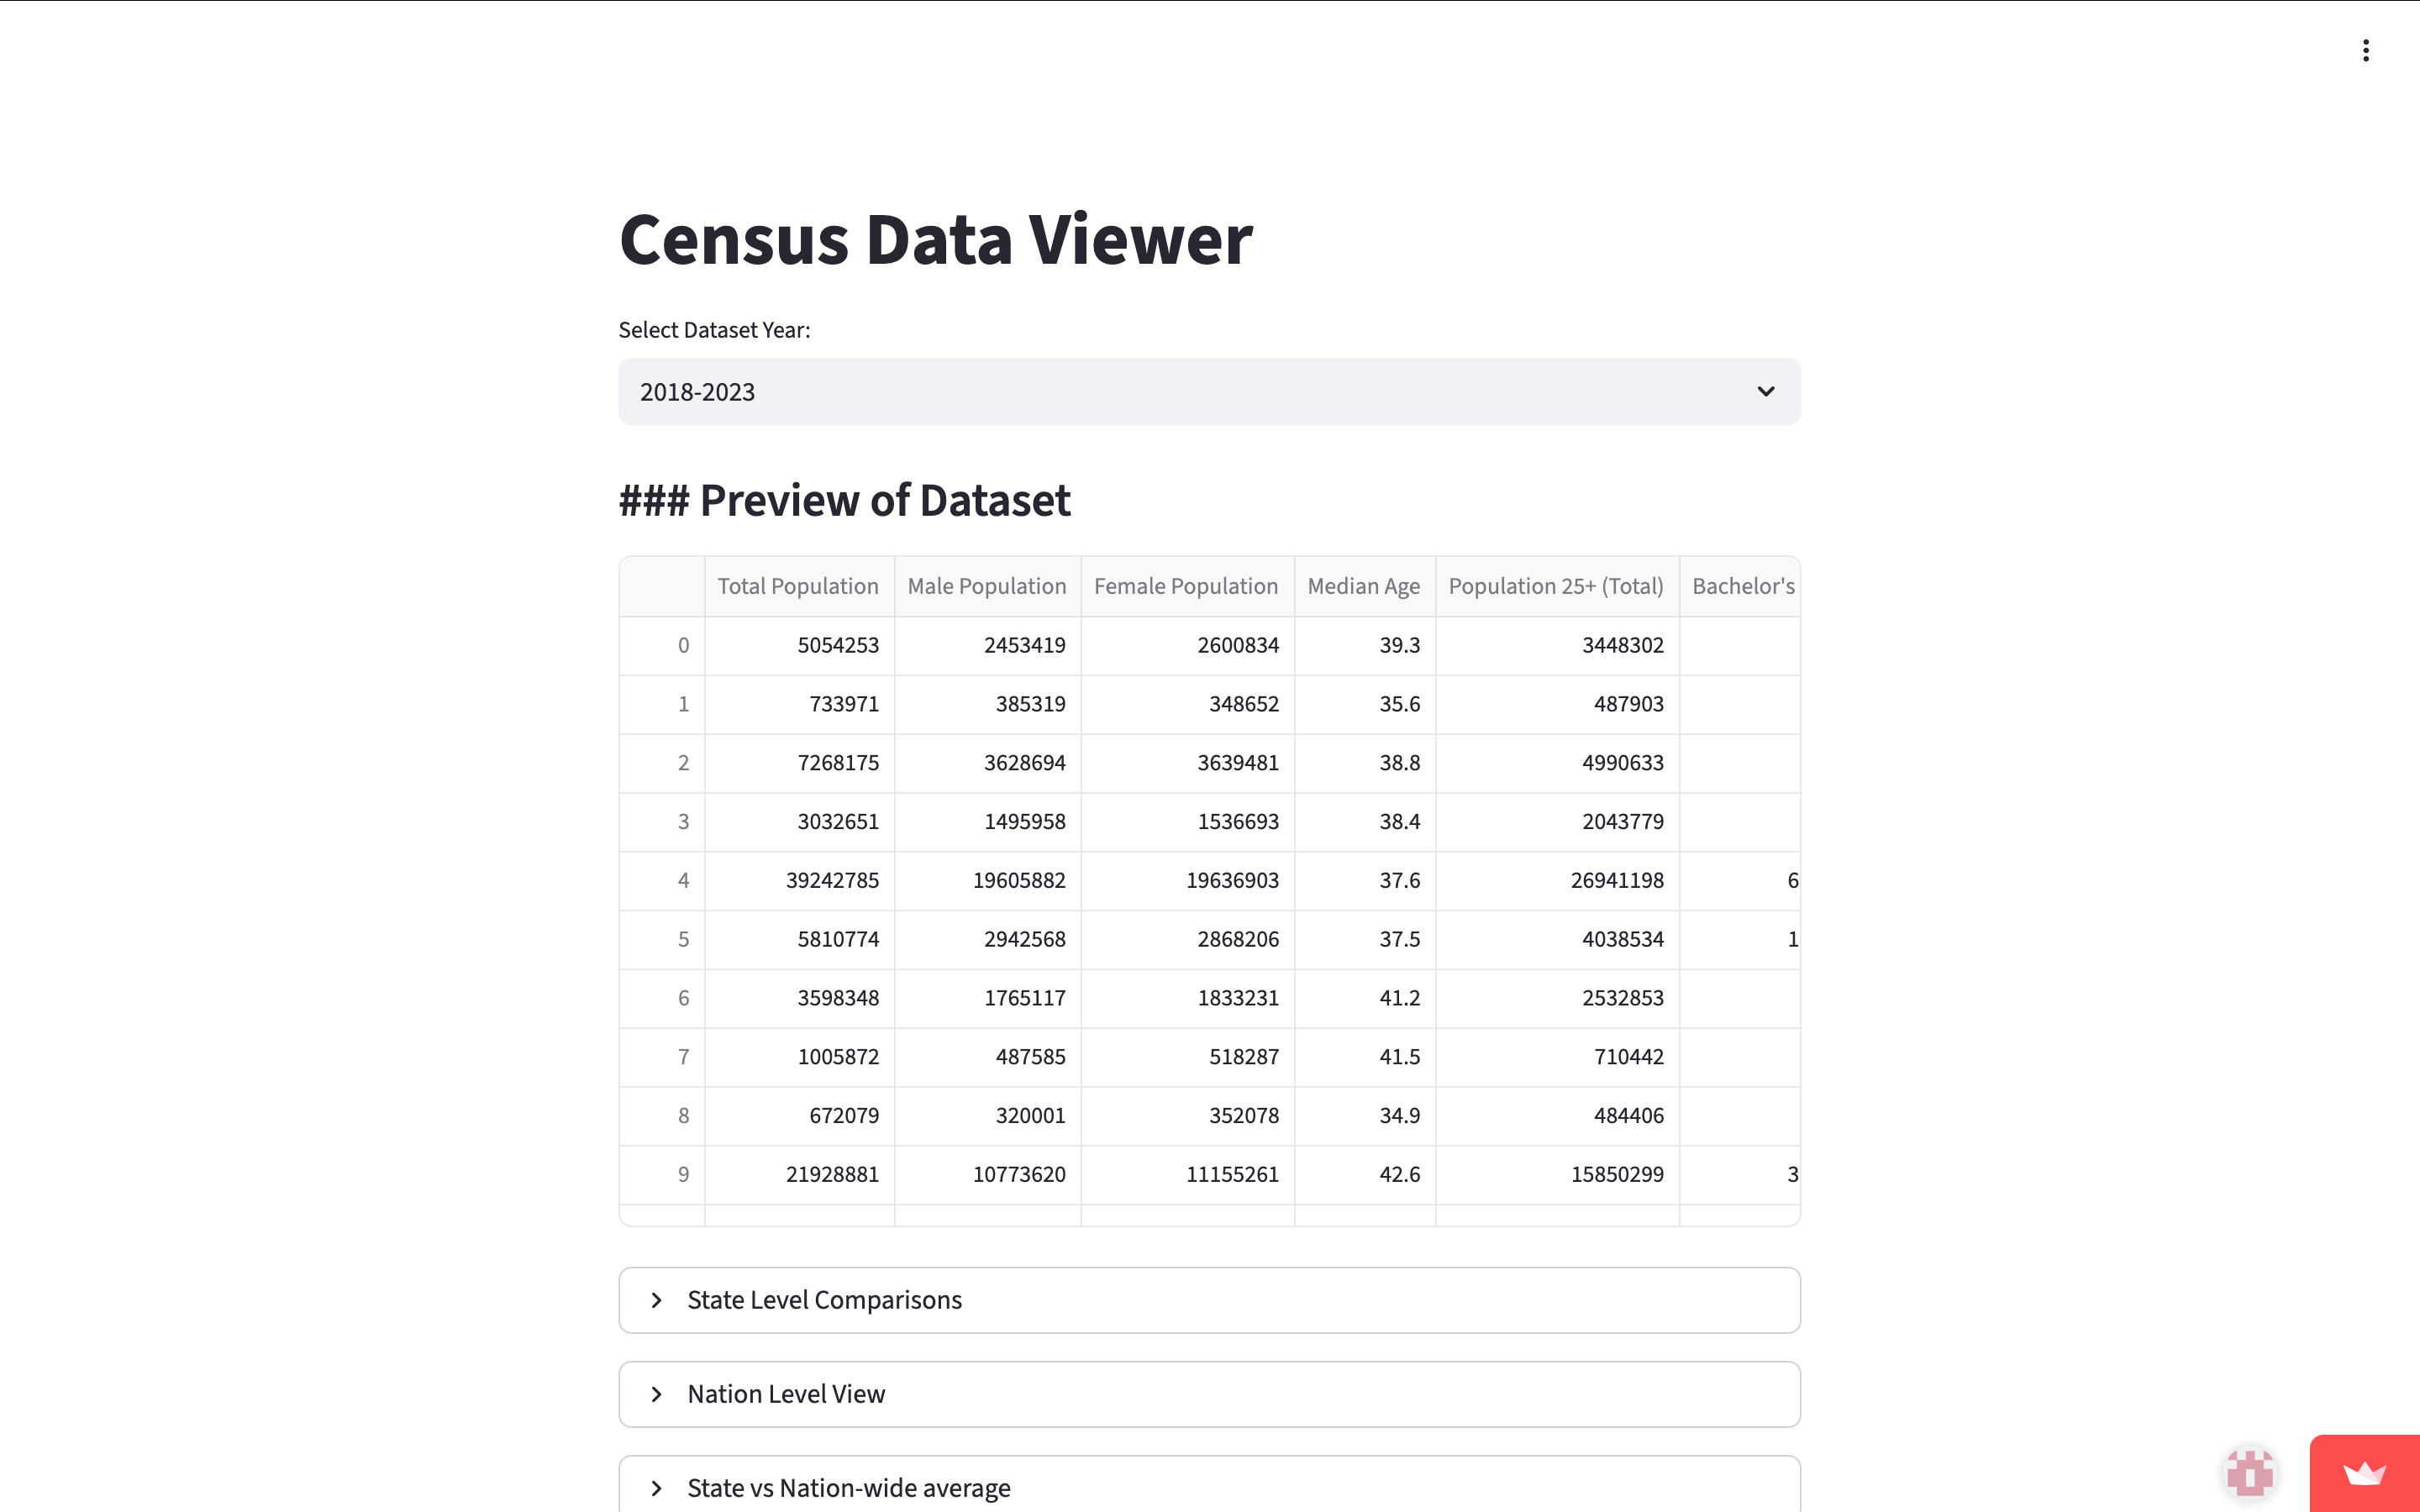 Census Data Viewer
Select Dataset Year:
2018-2023
### Preview of Dataset
Total Population Male Population Female Population Median Age Population 25+ (Total) Bachelor's
0 5054253 2453419 2600834 39.3 3448302
1 733971 385319 348652 35.6 487903
2 7268175 3628694 3639481 38.8 4990633
3 3032651 1495958 1536693 38.4 2043779
4 39242785 19605882 19636903 37.6 26941198 6
5 5810774 2942568 2868206 37.5 4038534 1
6 3598348 1765117 1833231 41.2 2532853
7 1005872 487585 518287 41.5 710442
8 672079 320001 352078 34.9 484406
9 21928881 10773620 11155261 42.6 15850299 3
State Level Comparisons
Nation Level View
State vs Nation-wide average